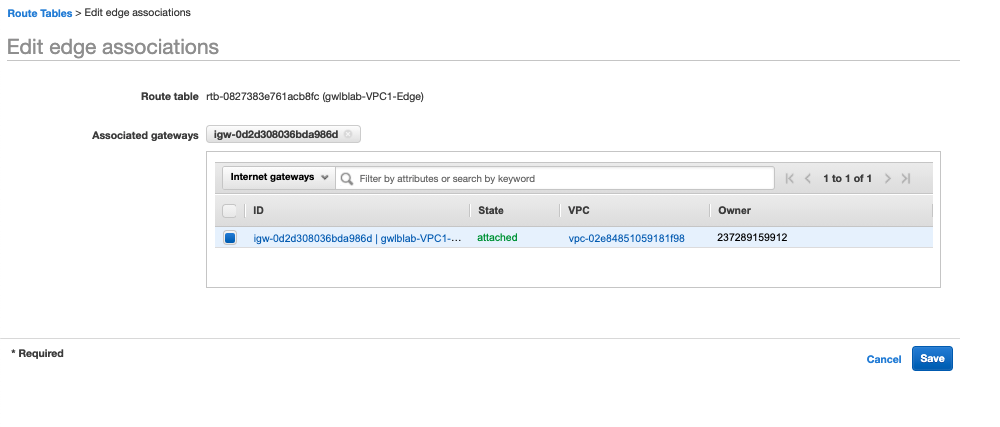 Route Tables > Edit edge associations
Edit edge associations
Route table rtb-0827383e761acb8fc (gwlblab-VPC1-Edge)
Associated gateways igw-0d2d308036bda986d
Internet gateways Filter by attributes or search by keyword 1 to 1 of 1
ID State VPC Owner
igw-0d2d308036bda986d | gwlblab-VPC1-... attached vpc-02e84851059181f98 237289159912
* Required
Cancel Save